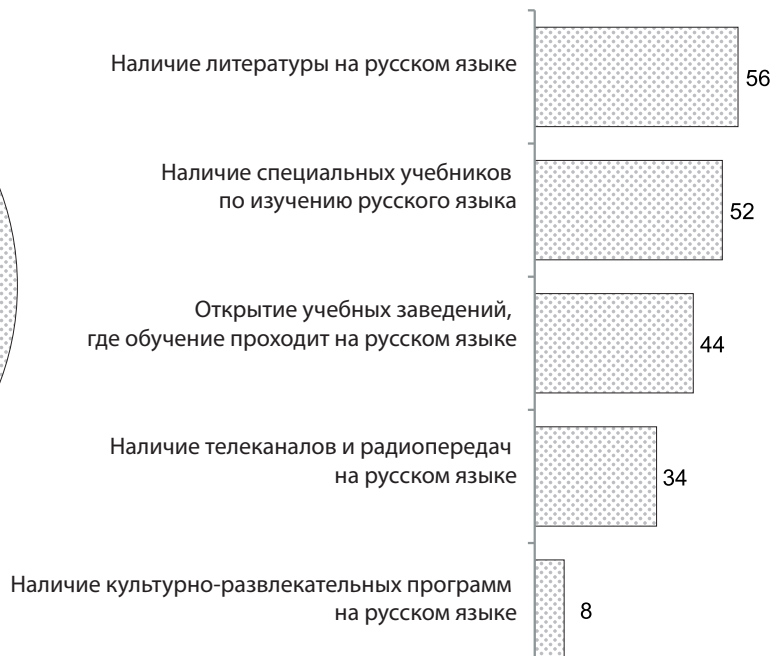 Наличие литературы на русском языке
56
Наличие специальных учебников
по изучению русского языка
52
Открытие учебных заведений,
где обучение проходит на русском языке
44
Наличие телеканалов и радиопередач
на русском языке
34
Наличие культурно-развлекательных программ
на русском языке
8